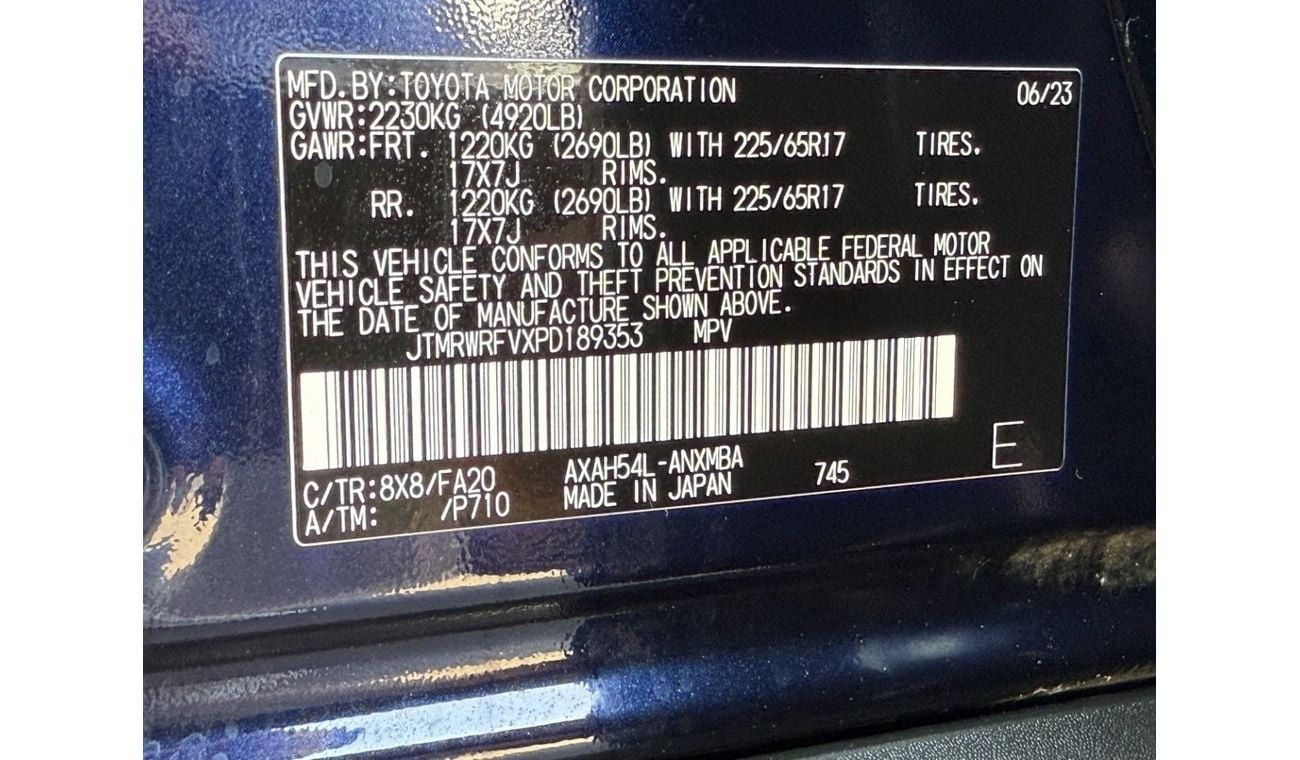 MFD.BY:TOYOTA MOTOR CORPORATION 06/23
GVWR:2230KG (4920LB)
GAWR:FRT. 1220KG (2690LB) WITH 225/65R17 TIRES.
17X7J RIMS.
RR. 1220KG (2690LB) WITH 225/65R17 TIRES.
17X7J RIMS.
THIS VEHICLE CONFORMS TO ALL APPLICABLE FEDERAL MOTOR
VEHICLE SAFETY AND THEFT PREVENTION STANDARDS IN EFFECT ON
THE DATE OF MANUFACTURE SHOWN ABOVE.
JTMRWRFVXPD189353 MPV
C/TR:8X8/FA20 AXAH54L-ANXMBA 745 E
A/TM: /P710 MADE IN JAPAN